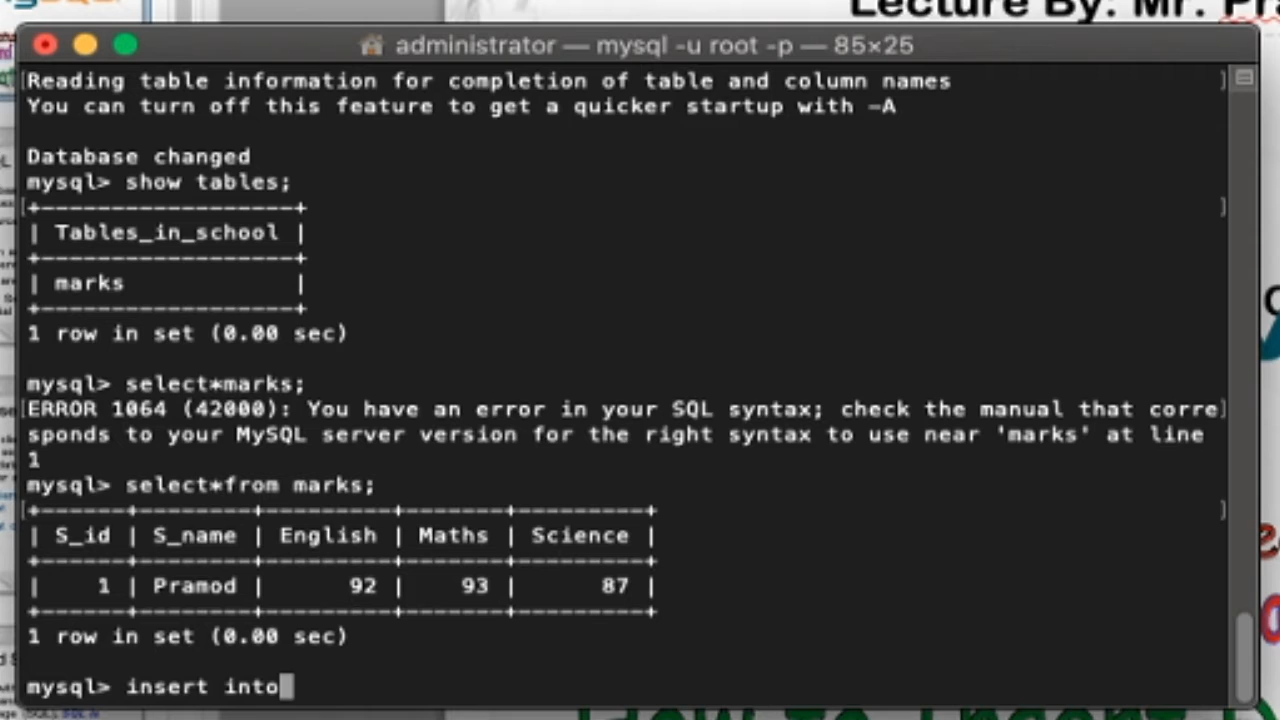 Lecture By: Mr. Pra
administrator — mysql -u root -p — 85×25
Reading table information for completion of table and column names
You can turn off this feature to get a quicker startup with -A
Database changed
mysql> show tables;
+-------------------+
| Tables_in_school |
+-------------------+
| marks |
+-------------------+
1 row in set (0.00 sec)
mysql> select*marks;
ERROR 1064 (42000): You have an error in your SQL syntax; check the manual that corre
sponds to your MySQL server version for the right syntax to use near 'marks' at line
1
mysql> select*from marks;
+------+--------+---------+-------+---------+
| S_id | S_name | English | Maths | Science |
+------+--------+---------+-------+---------+
| 1 | Pramod | 92 | 93 | 87 |
+------+--------+---------+-------+---------+
1 row in set (0.00 sec)
mysql> insert into